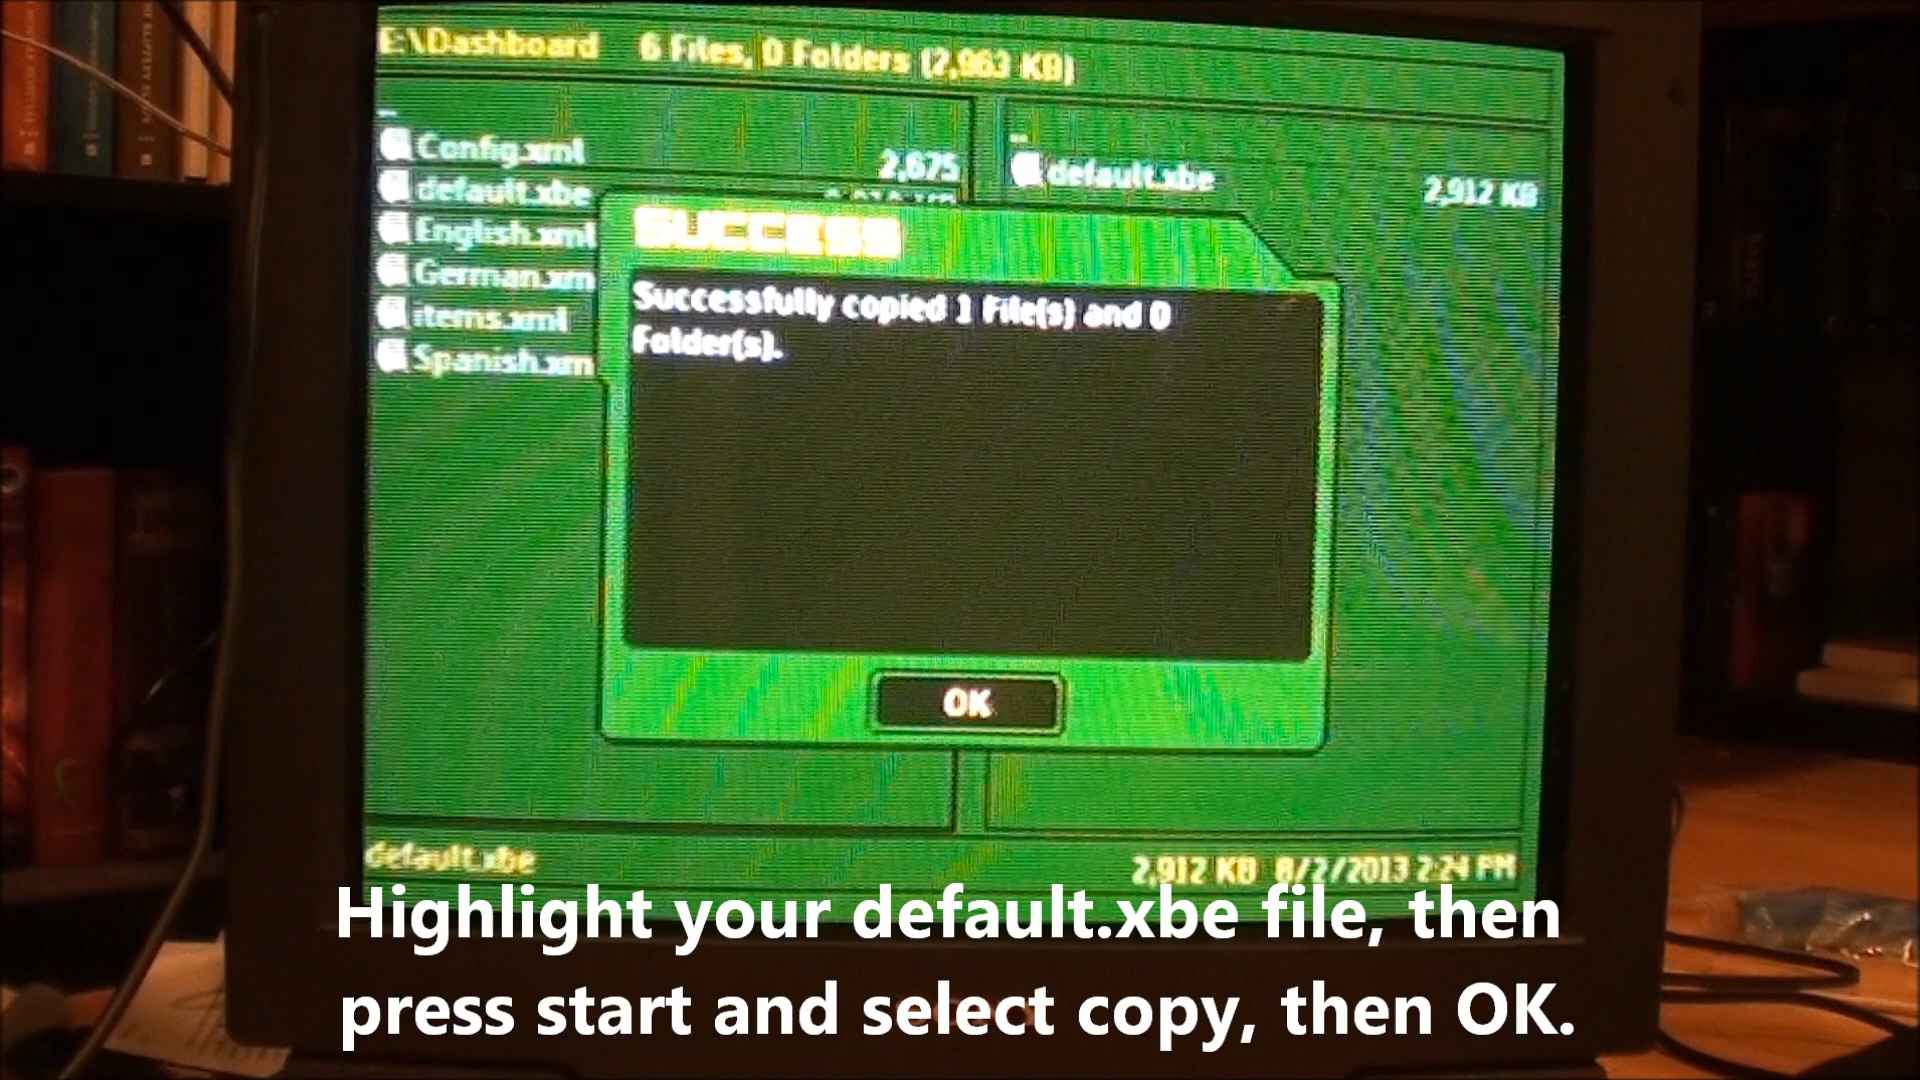 E:\Dashboard 6 Files, 0 Folders (2,963 KB)
..
Config.xml 2,675
default.xbe
English.xml
German.xm
items.xml
Spanish.xm
..
default.xbe 2,912 KB
SUCCESS
Successfully copied 1 File(s) and 0
Folder(s).
OK
default.xbe 2,912 KB 8/2/2013 2:24 PM
Highlight your default.xbe file, then
press start and select copy, then OK.